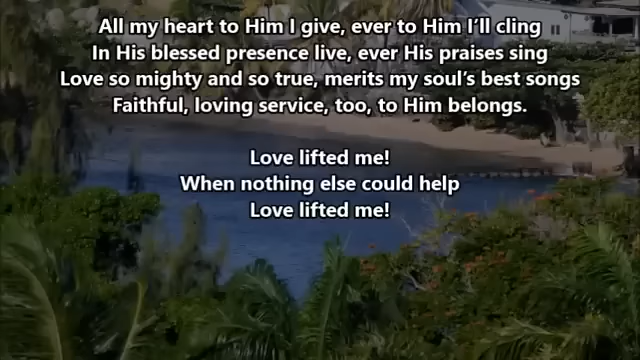 All my heart to Him I give, ever to Him I’ll cling
In His blessed presence live, ever His praises sing
Love so mighty and so true, merits my soul’s best songs
Faithful, loving service, too, to Him belongs.
Love lifted me!
When nothing else could help
Love lifted me!